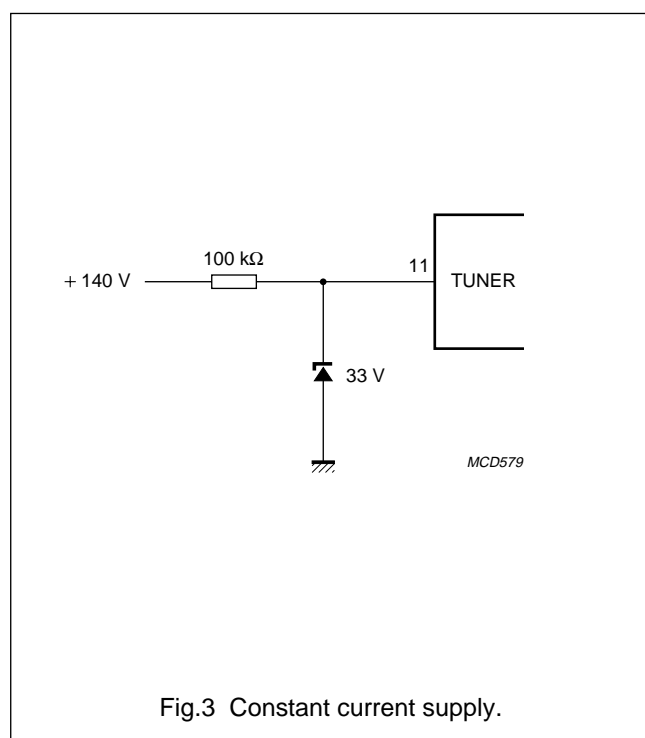 100 kΩ
+ 140 V
11
TUNER
33 V
MCD579
Fig.3 Constant current supply.